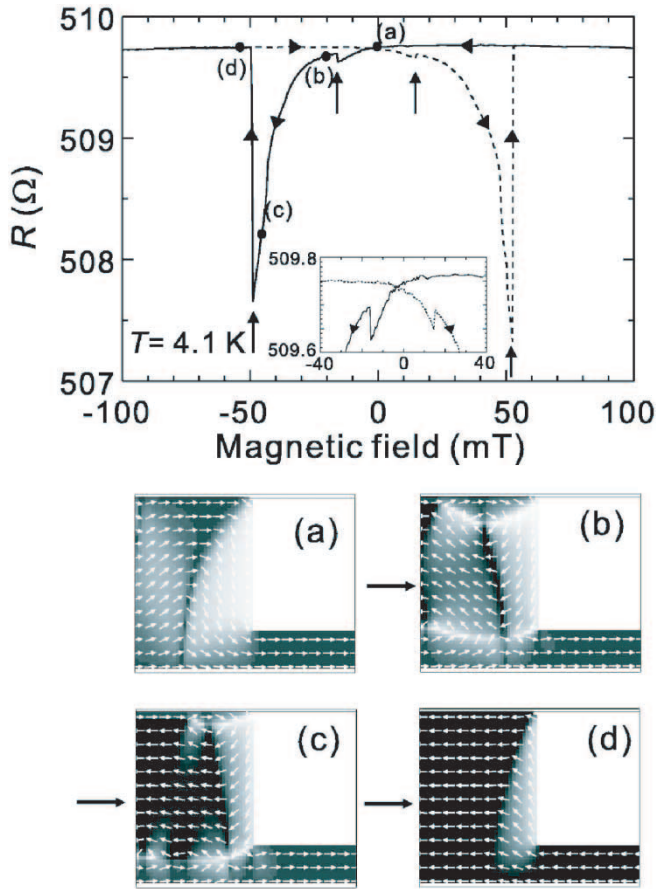 510
(a)
(d)
(b)
509
R (Ω)
(c)
508
509.8
T= 4.1 K
509.6
-40
0
40
507
-100
-50
0
50
100
Magnetic field (mT)
(a)
(b)
(c)
(d)